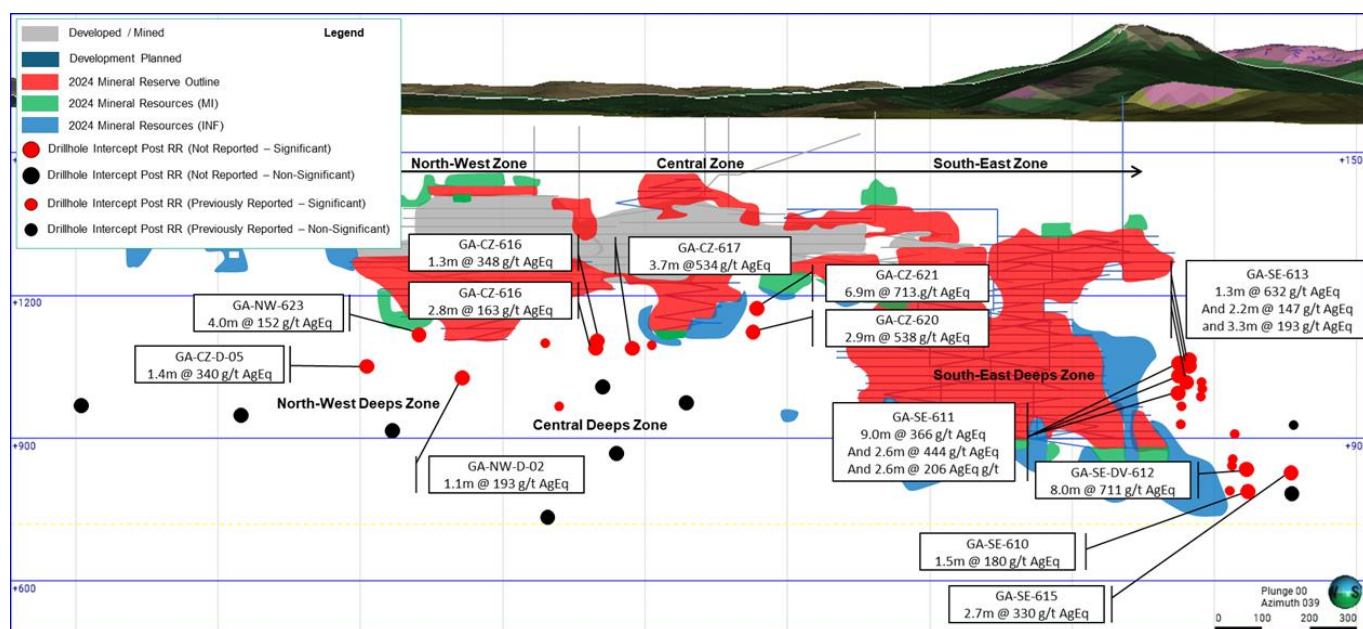 Legend
Developed / Mined
Development Planned
2024 Mineral Reserve Outline
2024 Mineral Resources (MI)
2024 Mineral Resources (INF)
Drillhole Intercept Post RR (Not Reported – Significant)
Drillhole Intercept Post RR (Not Reported – Non-Significant)
Drillhole Intercept Post RR (Previously Reported – Significant)
Drillhole Intercept Post RR (Previously Reported – Non-Significant)
North-West Zone
Central Zone
South-East Zone
+150
GA-CZ-616
1.3m @ 348 g/t AgEq
GA-CZ-617
3.7m @534 g/t AgEq
GA-CZ-621
6.9m @ 713.g/t AgEq
GA-SE-613
1.3m @ 632 g/t AgEq
And 2.2m @ 147 g/t AgEq
and 3.3m @ 193 g/t AgEq
GA-CZ-616
2.8m @ 163 g/t AgEq
+1200
GA-NW-623
4.0m @ 152 g/t AgEq
GA-CZ-620
2.9m @ 538 g/t AgEq
GA-CZ-D-05
1.4m @ 340 g/t AgEq
South-East Deeps Zone
North-West Deeps Zone
Central Deeps Zone
GA-SE-611
9.0m @ 366 g/t AgEq
And 2.6m @ 444 g/t AgEq
And 2.6m @ 206 AgEq g/t
+900
+90
GA-NW-D-02
1.1m @ 193 g/t AgEq
GA-SE-DV-612
8.0m @ 711 g/t AgEq
GA-SE-610
1.5m @ 180 g/t AgEq
+600
GA-SE-615
2.7m @ 330 g/t AgEq
Plunge 00
Azimuth 039
0 100 200 300